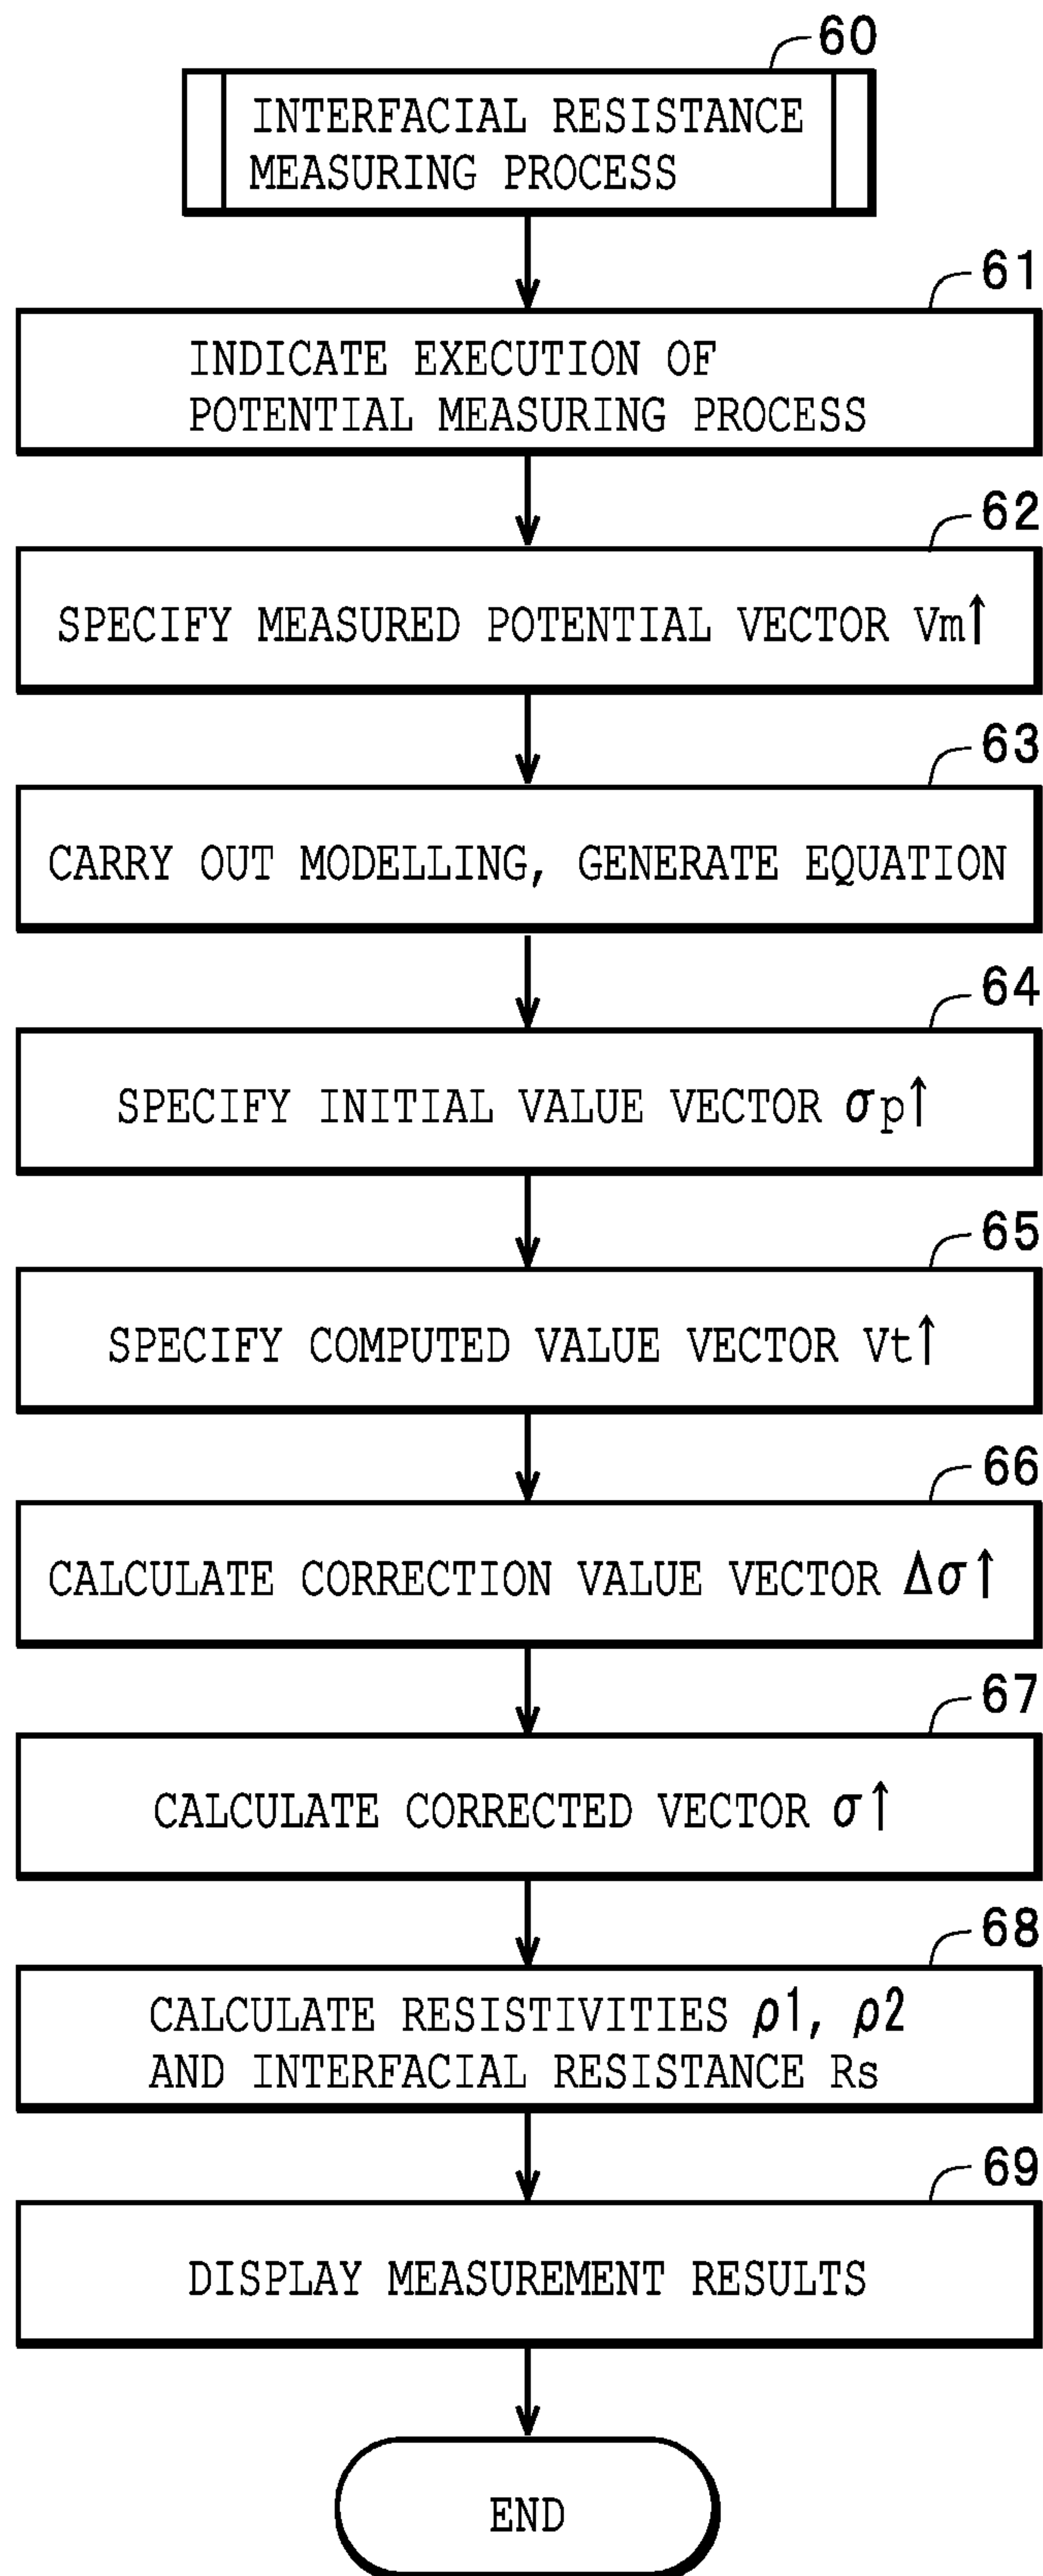 60
INTERFACIAL RESISTANCE
MEASURING PROCESS
61
INDICATE EXECUTION OF
POTENTIAL MEASURING PROCESS
62
SPECIFY MEASURED POTENTIAL VECTOR Vm↑
63
CARRY OUT MODELLING, GENERATE EQUATION
64
SPECIFY INITIAL VALUE VECTOR σp↑
65
SPECIFY COMPUTED VALUE VECTOR Vt↑
66
CALCULATE CORRECTION VALUE VECTOR Δσ↑
67
CALCULATE CORRECTED VECTOR σ↑
68
CALCULATE RESISTIVITIES ρ1, ρ2
AND INTERFACIAL RESISTANCE Rs
69
DISPLAY MEASUREMENT RESULTS
END